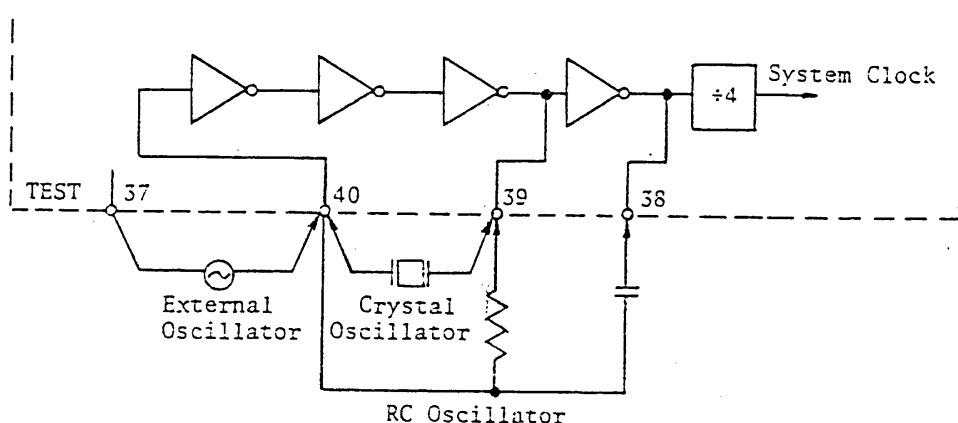 System Clock
÷4
TEST 37 40 39 38
External Oscillator
Crystal Oscillator
RC Oscillator